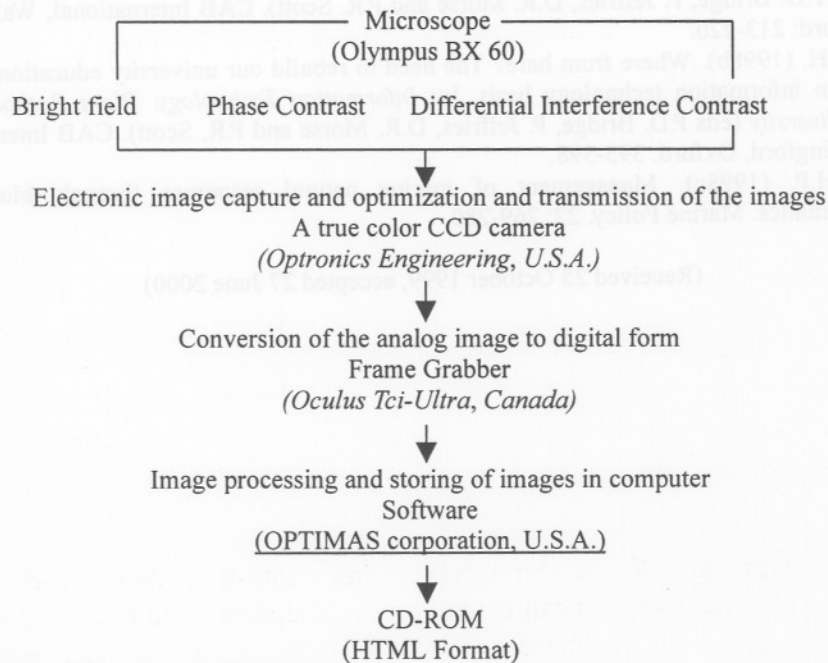 Microscope
(Olympus BX 60)
Bright field Phase Contrast Differential Interference Contrast
Electronic image capture and optimization and transmission of the images
A true color CCD camera
(Optronics Engineering, U.S.A.)
Conversion of the analog image to digital form
Frame Grabber
(Oculus Tci-Ultra, Canada)
Image processing and storing of images in computer
Software
(OPTIMAS corporation, U.S.A.)
CD-ROM
(HTML Format)